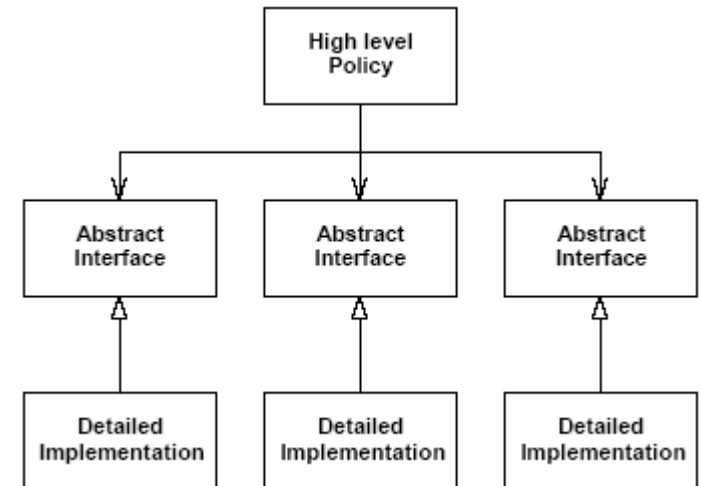 High level
Policy
Abstract
Interface
Abstract
Interface
Abstract
Interface
Detailed
Implementation
Detailed
Implementation
Detailed
Implementation